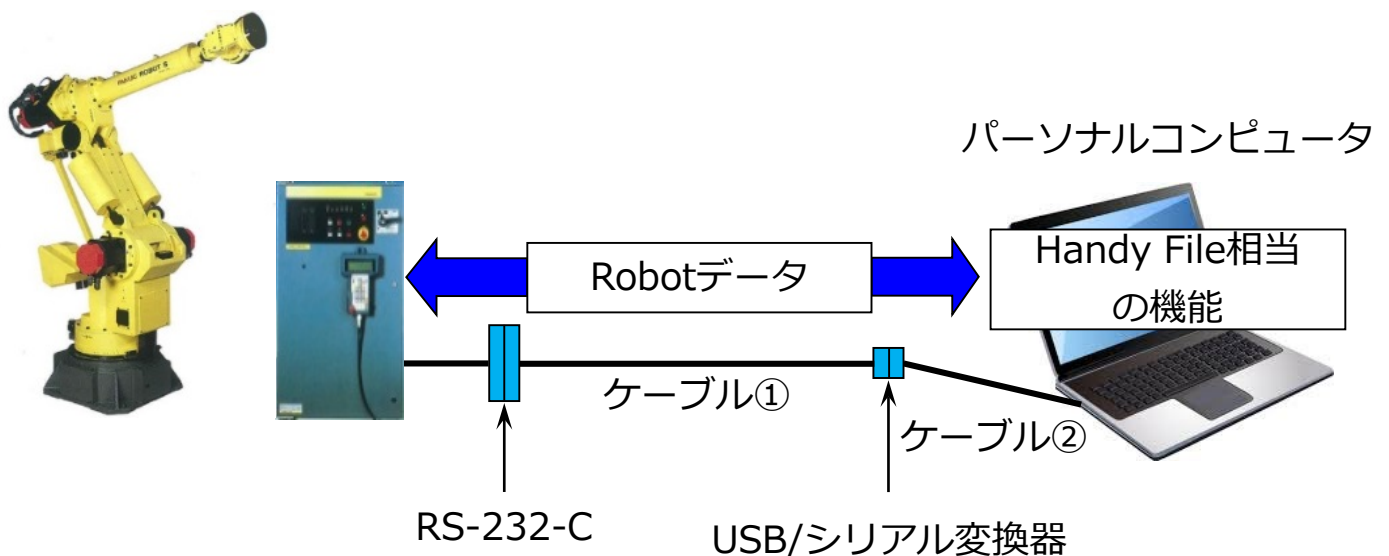 FANUC ROBOT S
パーソナルコンピュータ
Robotデータ
Handy File相当
の機能
ケーブル①
ケーブル②
RS-232-C
USB/シリアル変換器